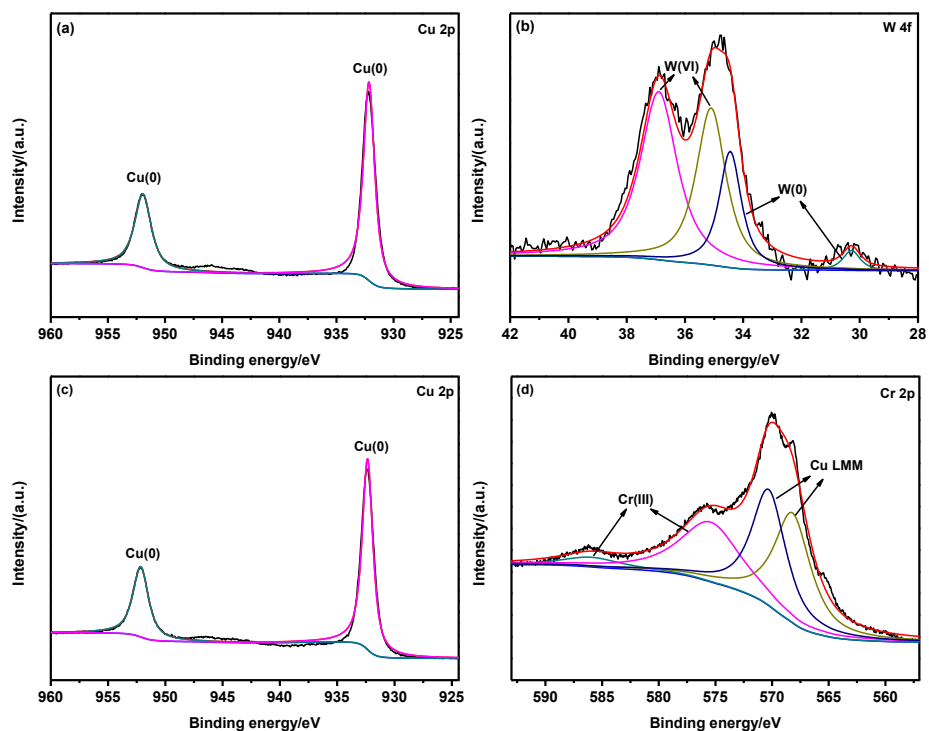 (a)
Cu 2p
Cu(0)
Cu(0)
Intensity/(a.u.)
960 955 950 945 940 935 930 925
Binding energy/eV
(b)
W 4f
W(VI)
W(0)
Intensity/(a.u.)
42 40 38 36 34 32 30 28
Binding energy/eV
(c)
Cu 2p
Cu(0)
Cu(0)
Intensity/(a.u.)
960 955 950 945 940 935 930 925
Binding energy/eV
(d)
Cr 2p
Cu LMM
Cr(III)
Intensity/(a.u.)
590 585 580 575 570 565 560
Binding energy/eV